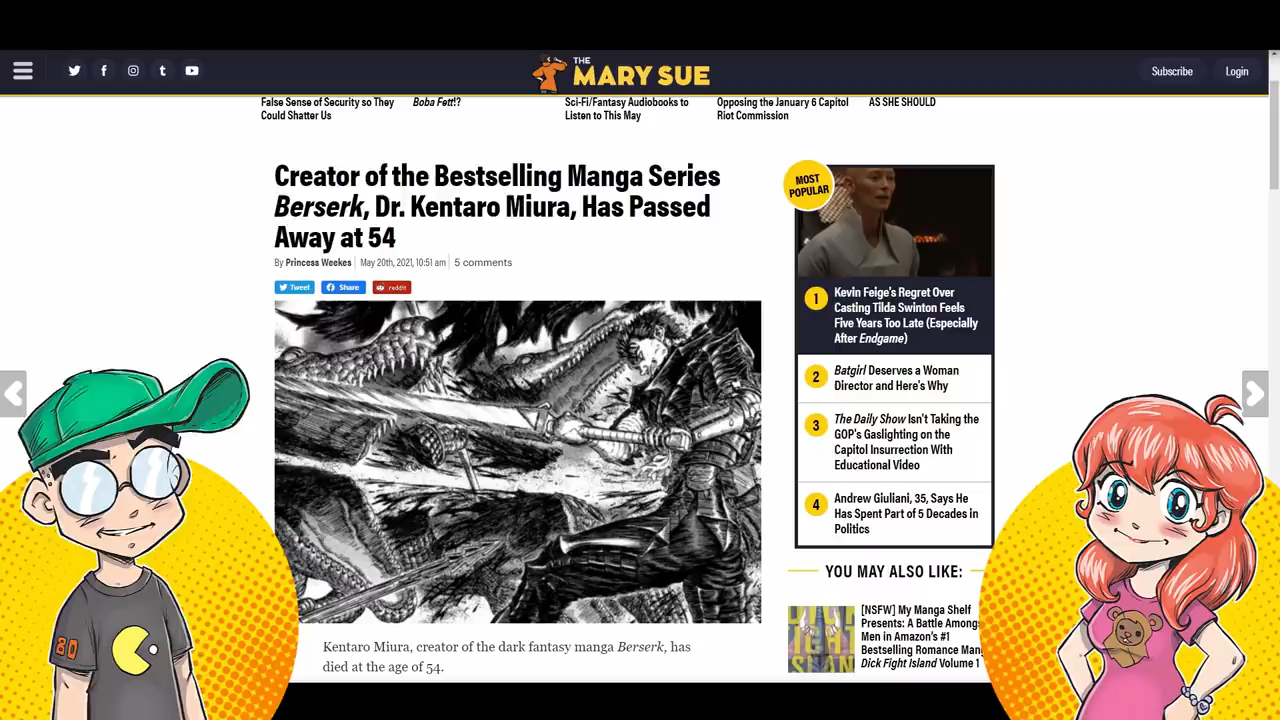 THE
MARY SUE
Subscribe
Login
False Sense of Security so They
Could Shatter Us
Boba Fett!?
Sci-Fi/Fantasy Audiobooks to
Listen to This May
Opposing the January 6 Capitol
Riot Commission
AS SHE SHOULD
Creator of the Bestselling Manga Series
Berserk, Dr. Kentaro Miura, Has Passed
Away at 54
By Princess Weekes | May 20th, 2021, 10:51 am | 5 comments
Tweet
Share
reddit
Kentaro Miura, creator of the dark fantasy manga Berserk, has
died at the age of 54.
MOST
POPULAR
1
Kevin Feige's Regret Over
Casting Tilda Swinton Feels
Five Years Too Late (Especially
After Endgame)
2
Batgirl Deserves a Woman
Director and Here's Why
3
The Daily Show Isn't Taking the
GOP's Gaslighting on the
Capitol Insurrection With
Educational Video
4
Andrew Giuliani, 35, Says He
Has Spent Part of 5 Decades in
Politics
YOU MAY ALSO LIKE:
[NSFW] My Manga Shelf
Presents: A Battle Among
Men in Amazon's #1
Bestselling Romance Man
Dick Fight Island Volume 1
80